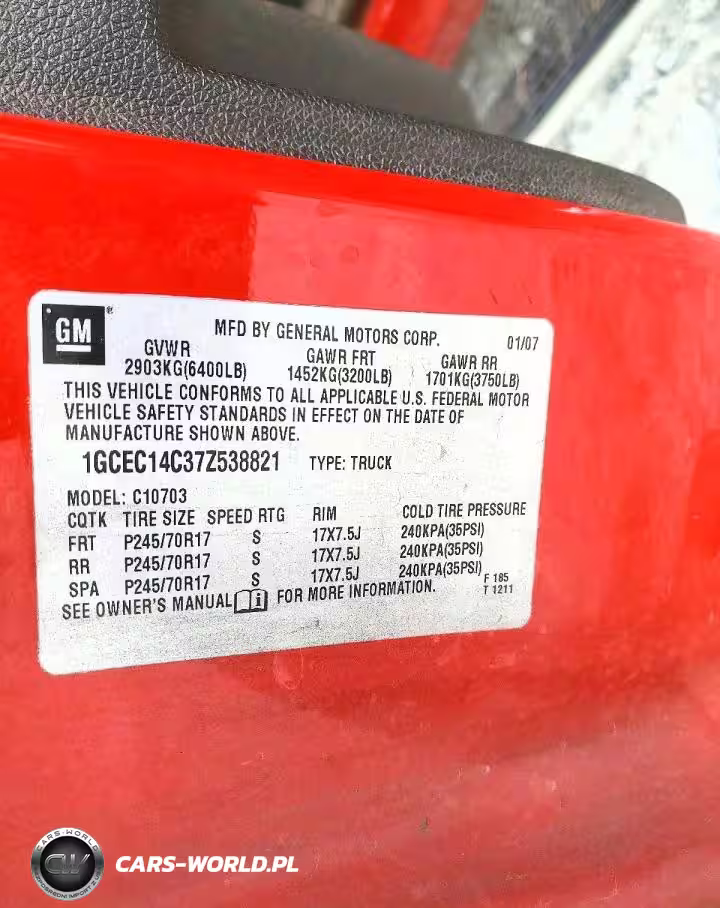 GM ® MFD BY GENERAL MOTORS CORP. 01/07
GVWR GAWR FRT GAWR RR
2903KG(6400LB) 1452KG(3200LB) 1701KG(3750LB)
THIS VEHICLE CONFORMS TO ALL APPLICABLE U.S. FEDERAL MOTOR
VEHICLE SAFETY STANDARDS IN EFFECT ON THE DATE OF
MANUFACTURE SHOWN ABOVE.
1GCEC14C37Z538821 TYPE: TRUCK
MODEL: C10703
CQTK TIRE SIZE SPEED RTG RIM COLD TIRE PRESSURE
FRT P245/70R17 S 17X7.5J 240KPA(35PSI)
RR P245/70R17 S 17X7.5J 240KPA(35PSI)
SPA P245/70R17 S 17X7.5J 240KPA(35PSI)
SEE OWNER'S MANUAL i FOR MORE INFORMATION.
F 185
T 1211
CARS-WORLD
CW
CARS-WORLD.PL